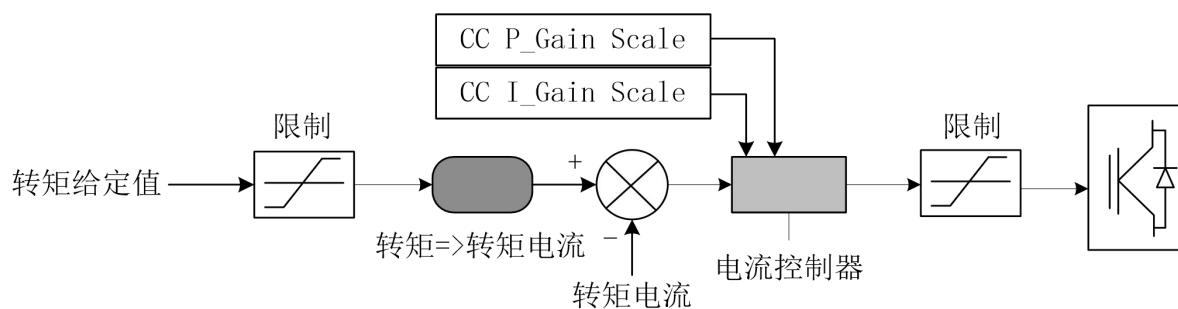 CC P_Gain Scale
CC I_Gain Scale
限制
限制
转矩给定值
+
转矩=>转矩电流
−
电流控制器
转矩电流